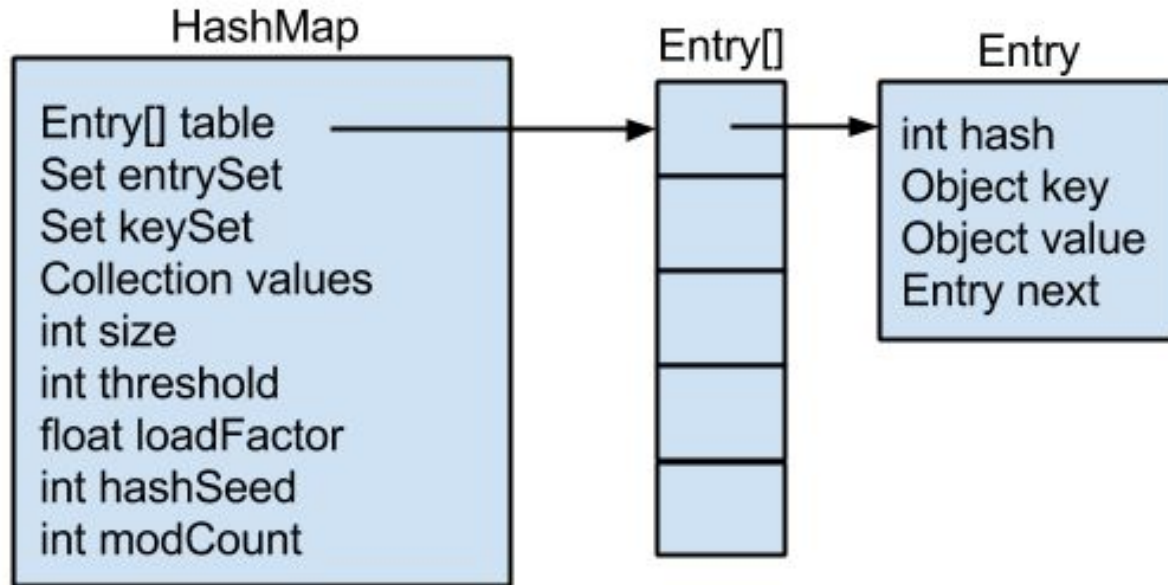 HashMap
Entry[] table
Set entrySet
Set keySet
Collection values
int size
int threshold
float loadFactor
int hashSeed
int modCount
Entry[]
Entry
int hash
Object key
Object value
Entry next